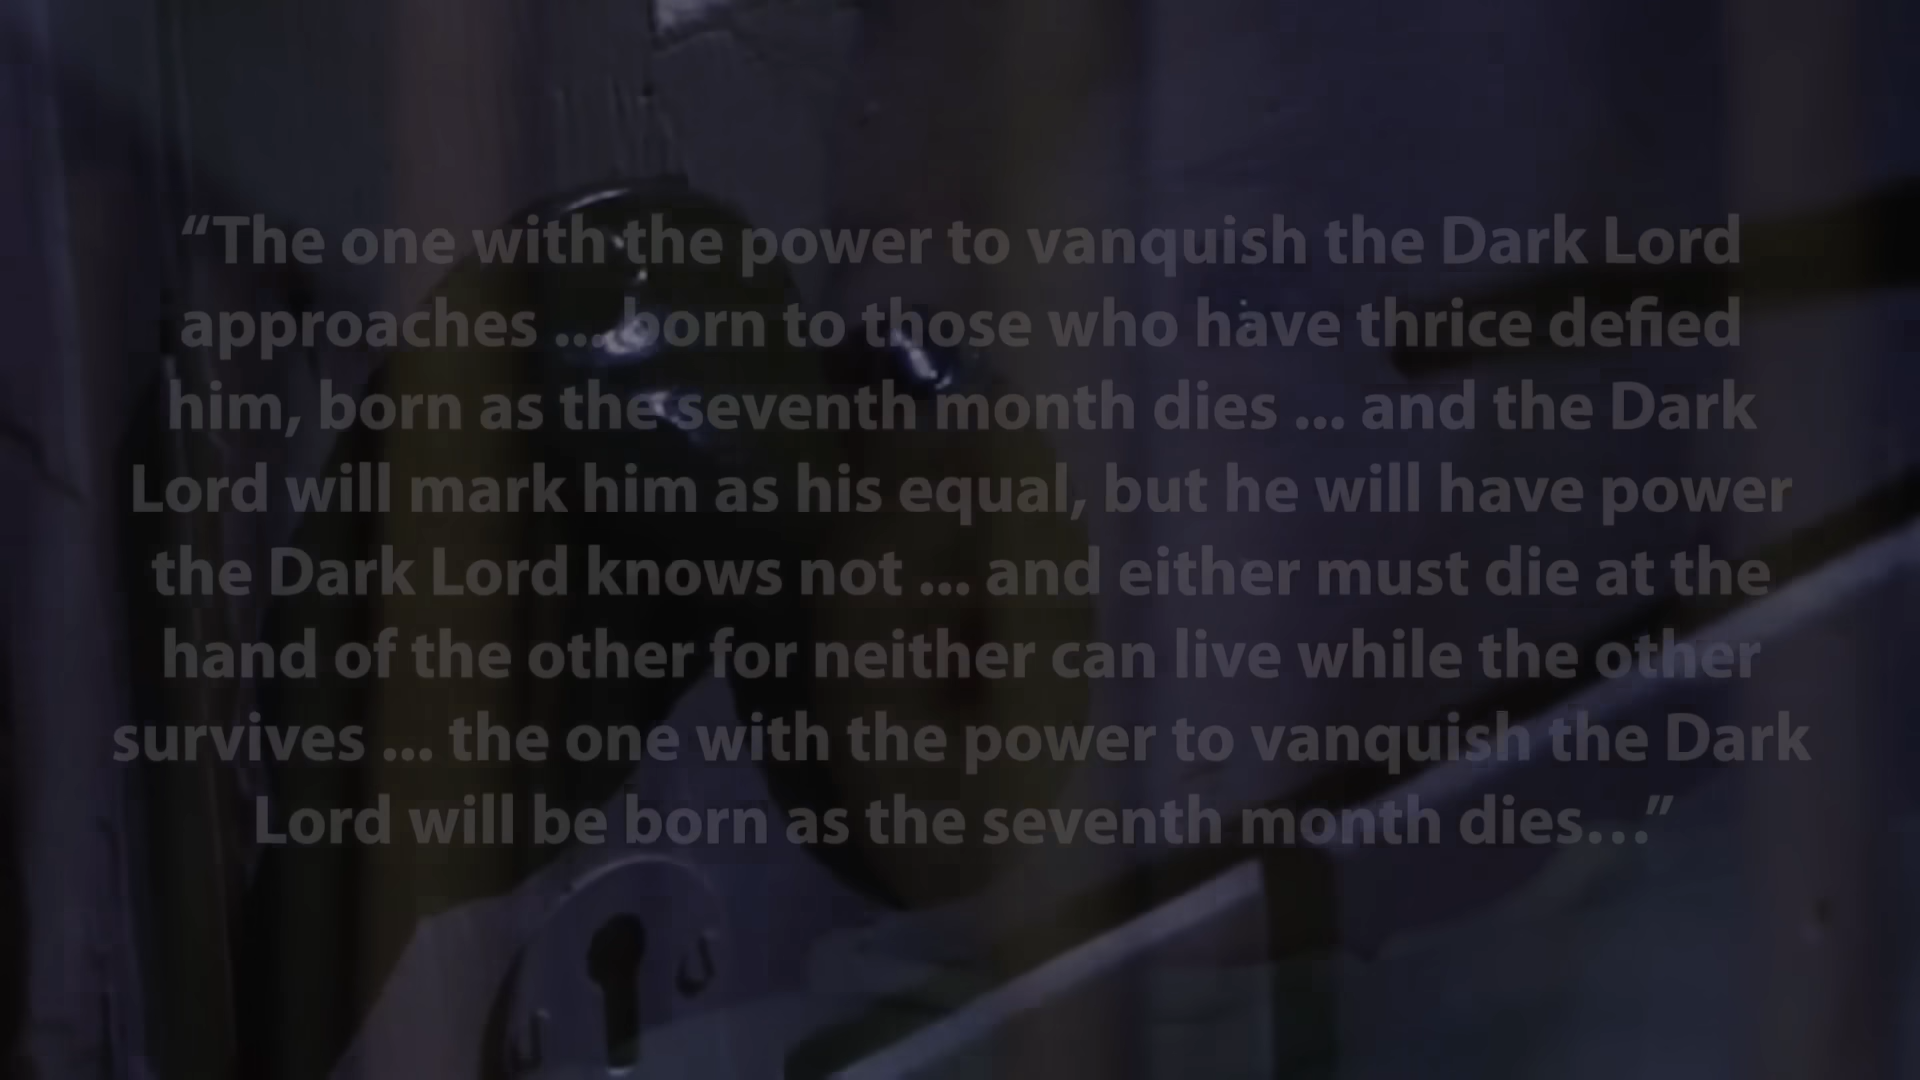 “The one with the power to vanquish the Dark Lord
approaches ... born to those who have thrice defied
him, born as the seventh month dies ... and the Dark
Lord will mark him as his equal, but he will have power
the Dark Lord knows not ... and either must die at the
hand of the other for neither can live while the other
survives ... the one with the power to vanquish the Dark
Lord will be born as the seventh month dies…”